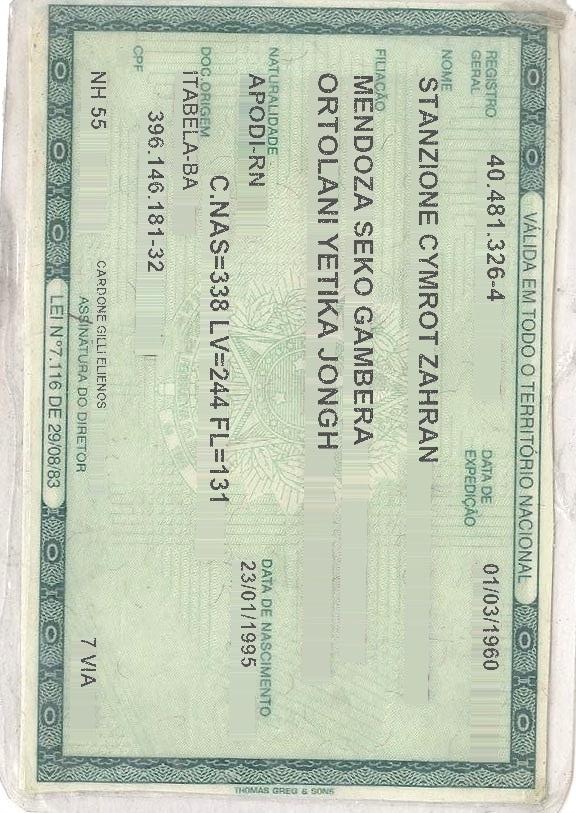 VÁLIDA EM TODO O TERRITÓRIO NACIONAL
REGISTRO GERAL 40.481.326-4 DATA DE EXPEDIÇÃO 01/03/1960
NOME
STANZIONE CYMROT ZAHRAN
FILIAÇÃO
MENDOZA SEKO GAMBERA
ORTOLANI YETIKA JONGH
NATURALIDADE DATA DE NASCIMENTO
APODI-RN 23/01/1995
DOC.ORIGEM C.NAS=338 LV=244 FL=131
ITABELA-BA
CPF 396.146.181-32
NH 55 CARDONE GILLI ELIENOS 7 VIA
ASSINATURA DO DIRETOR
LEI Nº7.116 DE 29/08/83
THOMAS GREG & SONS